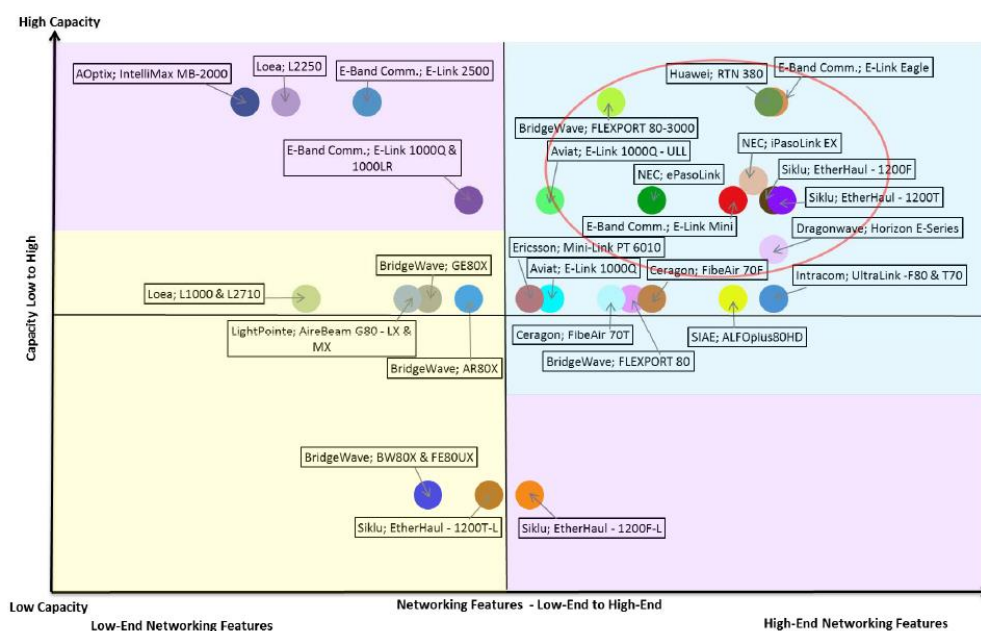 High Capacity
AOptix; IntelliMax MB-2000
Loea; L2250
E-Band Comm.; E-Link 2500
Huawei; RTN 380
E-Band Comm.; E-Link Eagle
BridgeWave; FLEXPORT 80-3000
E-Band Comm.; E-Link 1000Q &
1000LR
Aviat; E-Link 1000Q - ULL
NEC; iPasoLink EX
NEC; ePasoLink
Siklu; EtherHaul - 1200F
Siklu; EtherHaul - 1200T
E-Band Comm.; E-Link Mini
Dragonwave; Horizon E-Series
Ericsson; Mini-Link PT 6010
BridgeWave; GE80X
Aviat; E-Link 1000Q
Ceragon; FibeAir 70F
Intracom; UltraLink -F80 & T70
Loea; L1000 & L2710
LightPointe; AireBeam G80 - LX &
MX
Ceragon; FibeAir 70T
SIAE; ALFOplus80HD
BridgeWave; FLEXPORT 80
BridgeWave; AR80X
Capacity Low to High
BridgeWave; BW80X & FE80UX
Siklu; EtherHaul - 1200T-L
Siklu; EtherHaul - 1200F-L
Low Capacity
Networking Features - Low-End to High-End
Low-End Networking Features
High-End Networking Features